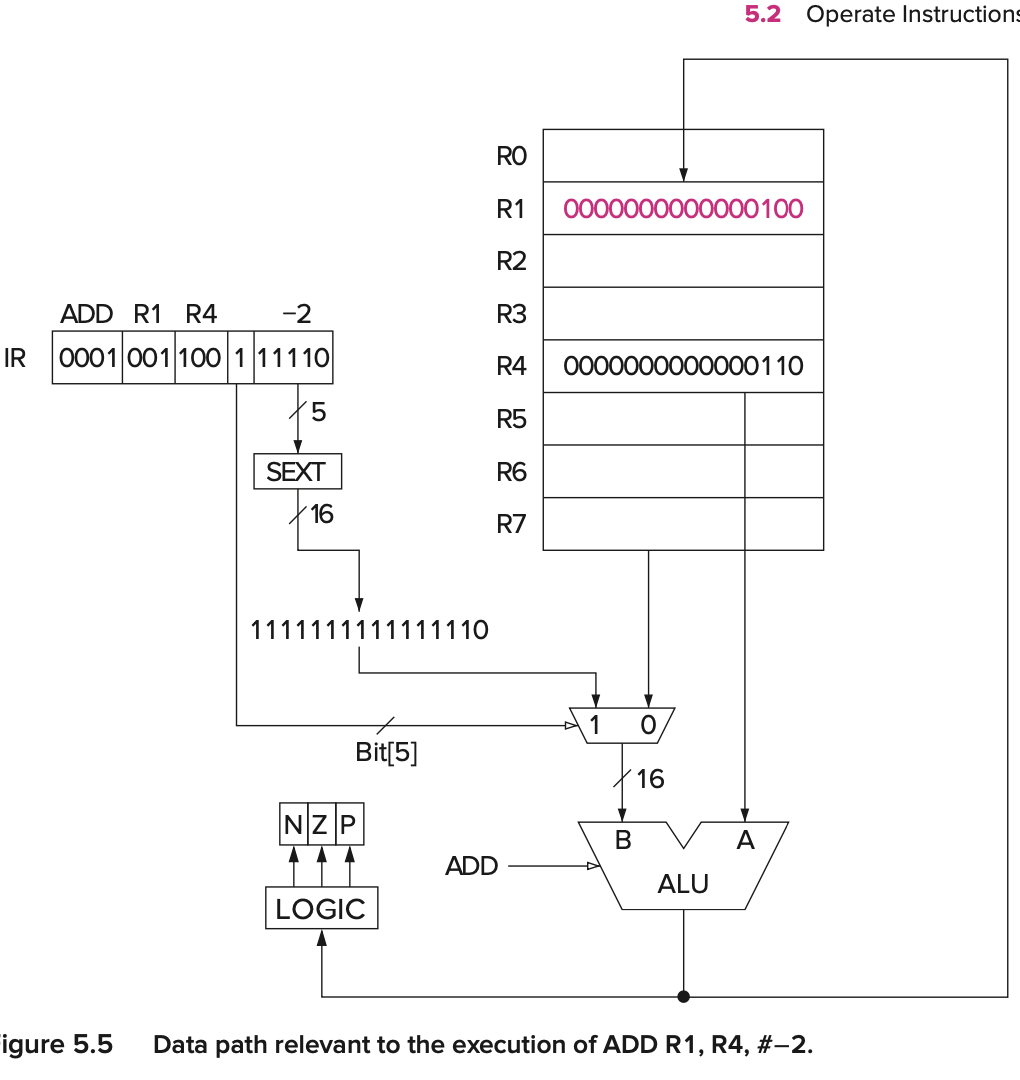 5.2 Operate Instructions
R0
R1 0000000000000100
R2
R3
ADD R1 R4 −2
IR 0001 001 100 1 11110
R4 0000000000000110
5
R5
SEXT
R6
16
R7
1111111111111110
1 0
Bit[5]
16
N Z P
B A
ADD
ALU
LOGIC
igure 5.5 Data path relevant to the execution of ADD R1, R4, #−2.